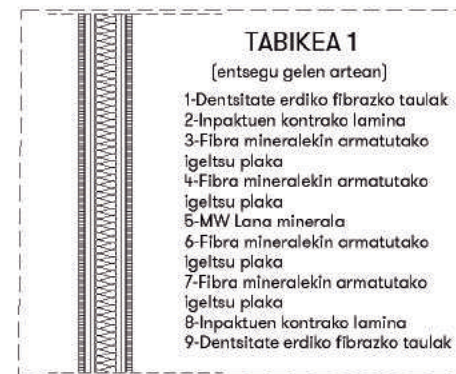 TABIKEA 1
(entsegu gelen artean)
1-Dentsitate erdiko fibrazko taulak
2-Inpaktuen kontrako lamina
3-Fibra mineralekin armatutako
igeltsu plaka
4-Fibra mineralekin armatutako
igeltsu plaka
5-MW Lana minerala
6-Fibra mineralekin armatutako
igeltsu plaka
7-Fibra mineralekin armatutako
igeltsu plaka
8-Inpaktuen kontrako lamina
9-Dentsitate erdiko fibrazko taulak